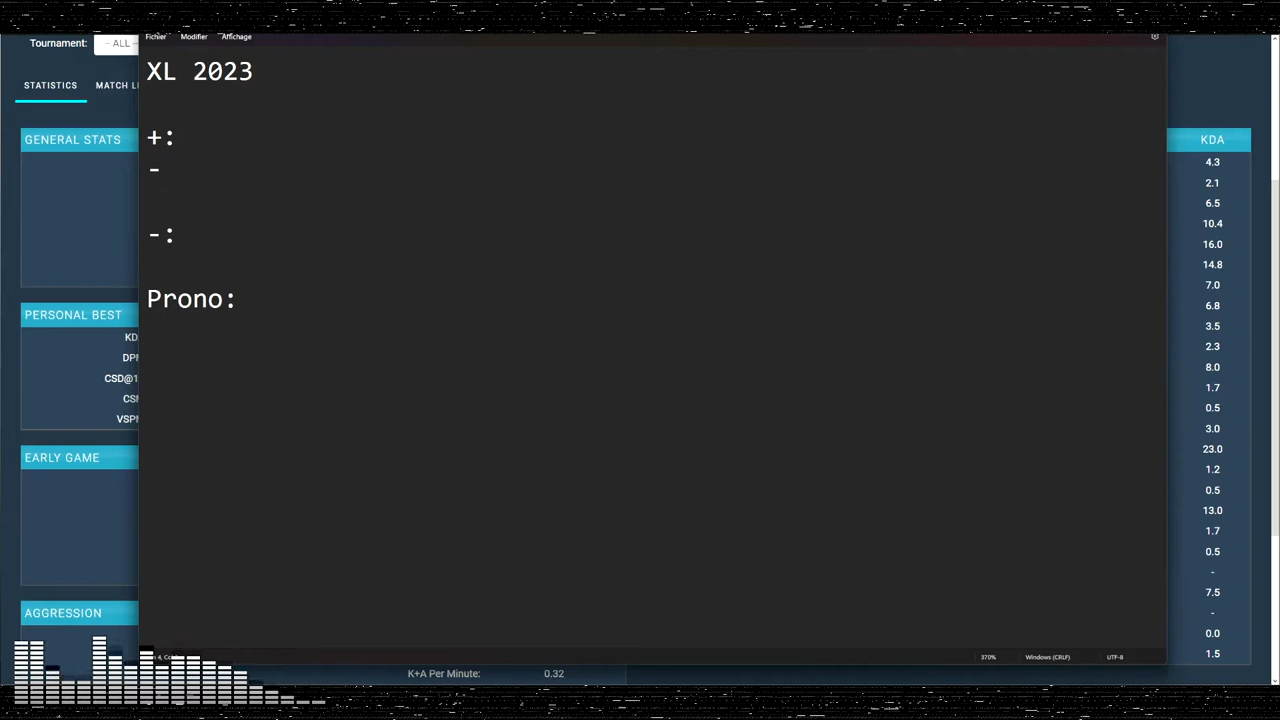 Tournament: -- ALL --
Fichier Modifier Affichage
XL 2023
STATISTICS MATCH LI
+:
GENERAL STATS
KDA
-
-:
Prono:
PERSONAL BEST
KD
DP
CSD@1
CS
VSP
EARLY GAME
AGGRESSION
4.3
2.1
6.5
10.4
16.0
14.8
7.0
6.8
3.5
2.3
8.0
1.7
0.5
3.0
23.0
1.2
0.5
13.0
1.7
0.5
-
7.5
-
0.0
1.5
370% Windows (CRLF) UTF-8
K+A Per Minute: 0.32